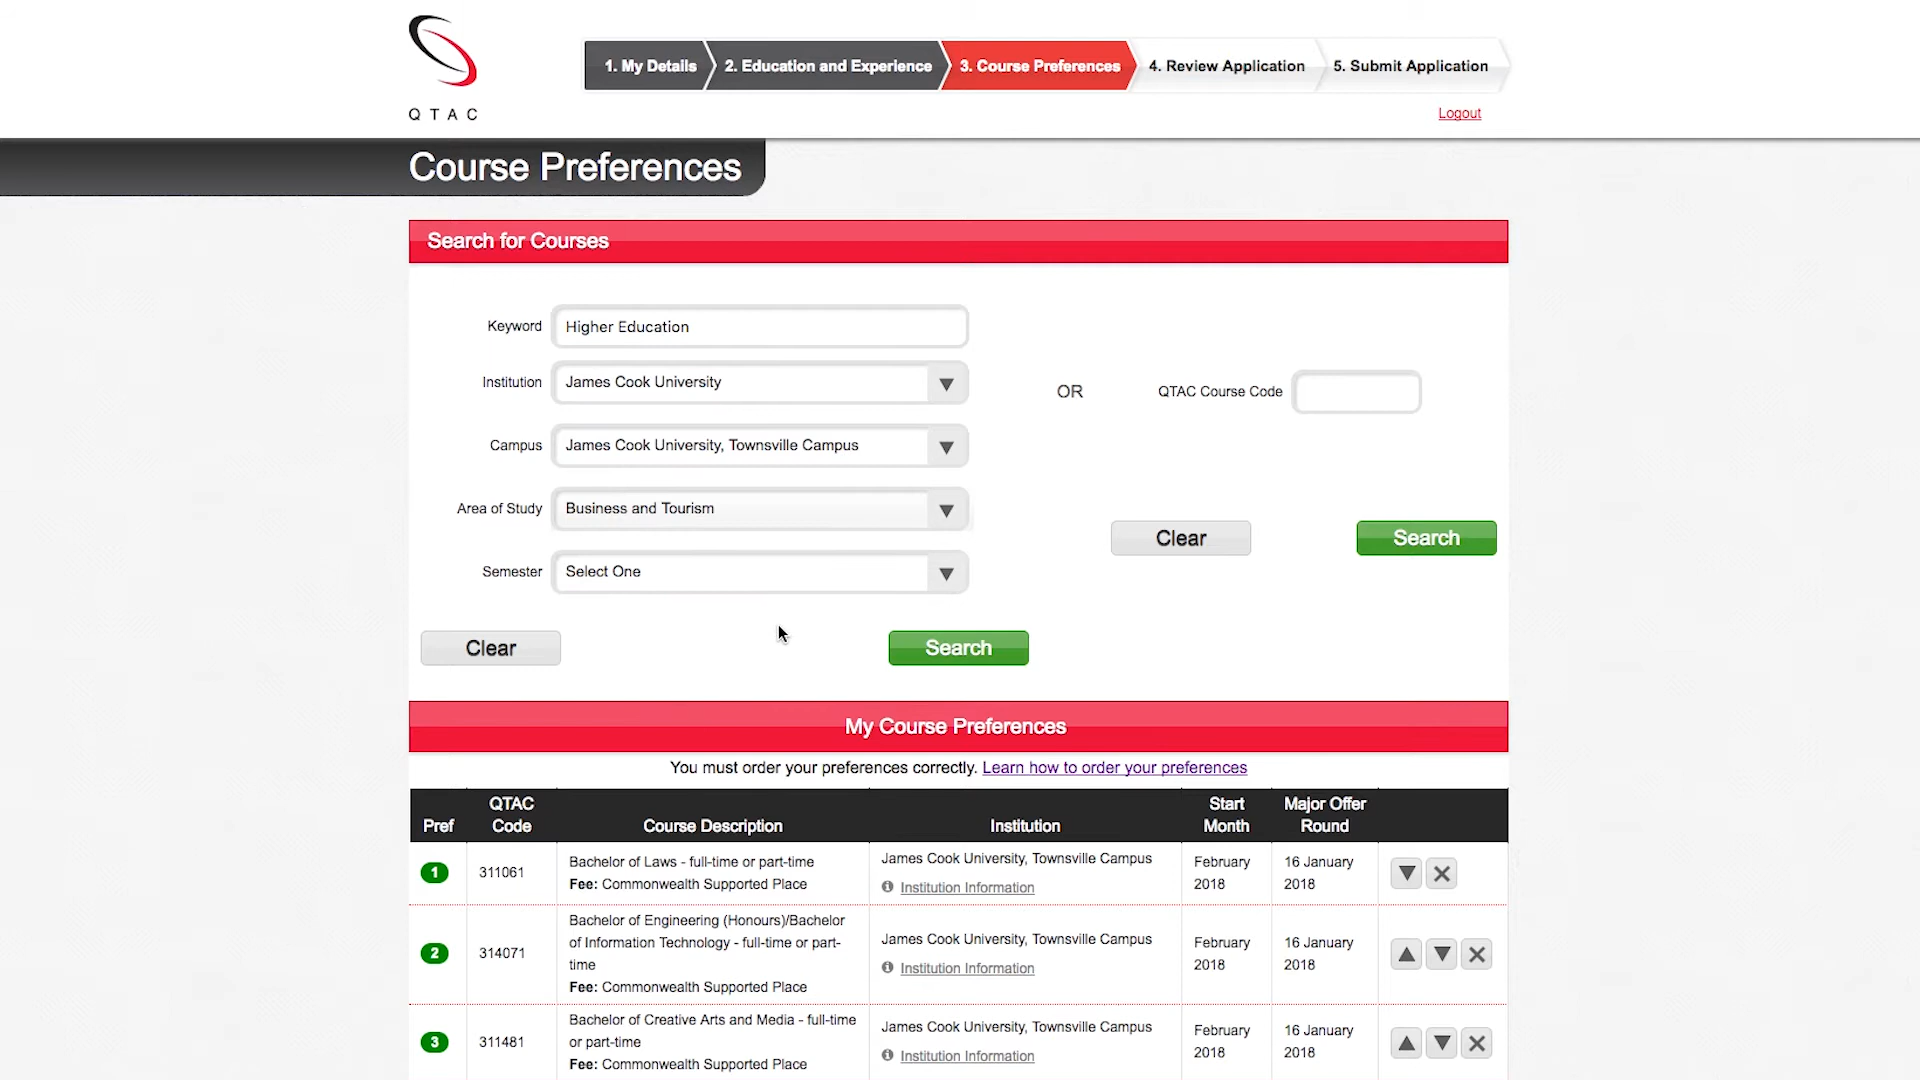 QTAC
1. My Details
2. Education and Experience
3. Course Preferences
4. Review Application
5. Submit Application
Logout
Course Preferences
Search for Courses
Keyword
Higher Education
Institution
James Cook University
OR
QTAC Course Code
Campus
James Cook University, Townsville Campus
Area of Study
Business and Tourism
Clear
Search
Semester
Select One
Clear
Search
My Course Preferences
You must order your preferences correctly. Learn how to order your preferences
Pref
QTAC
Code
Course Description
Institution
Start
Month
Major Offer
Round
1
311061
Bachelor of Laws - full-time or part-time
Fee: Commonwealth Supported Place
James Cook University, Townsville Campus
Institution Information
February
2018
16 January
2018
2
314071
Bachelor of Engineering (Honours)/Bachelor
of Information Technology - full-time or part-
time
Fee: Commonwealth Supported Place
James Cook University, Townsville Campus
Institution Information
February
2018
16 January
2018
3
311481
Bachelor of Creative Arts and Media - full-time
or part-time
Fee: Commonwealth Supported Place
James Cook University, Townsville Campus
Institution Information
February
2018
16 January
2018